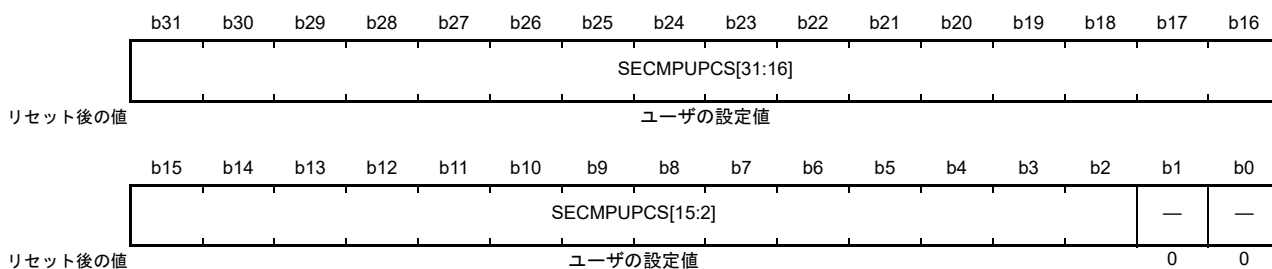 b31 b30 b29 b28 b27 b26 b25 b24 b23 b22 b21 b20 b19 b18 b17 b16
SECMPUPCS[31:16]
リセット後の値 ユーザの設定値
b15 b14 b13 b12 b11 b10 b9 b8 b7 b6 b5 b4 b3 b2 b1 b0
SECMPUPCS[15:2] — —
リセット後の値 ユーザの設定値 0 0